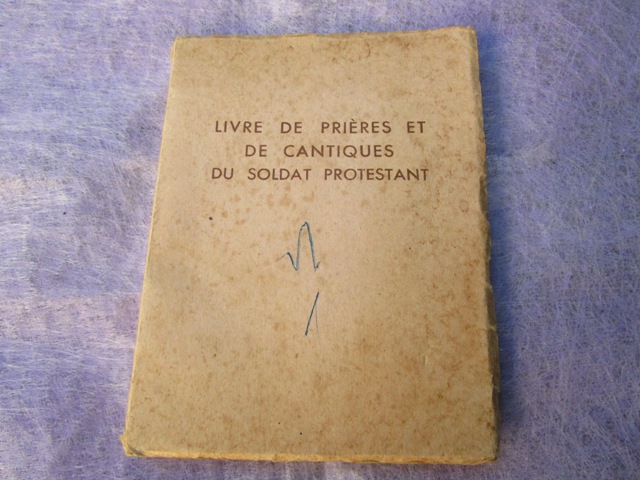 LIVRE DE PRIÈRES ET
DE CANTIQUES
DU SOLDAT PROTESTANT